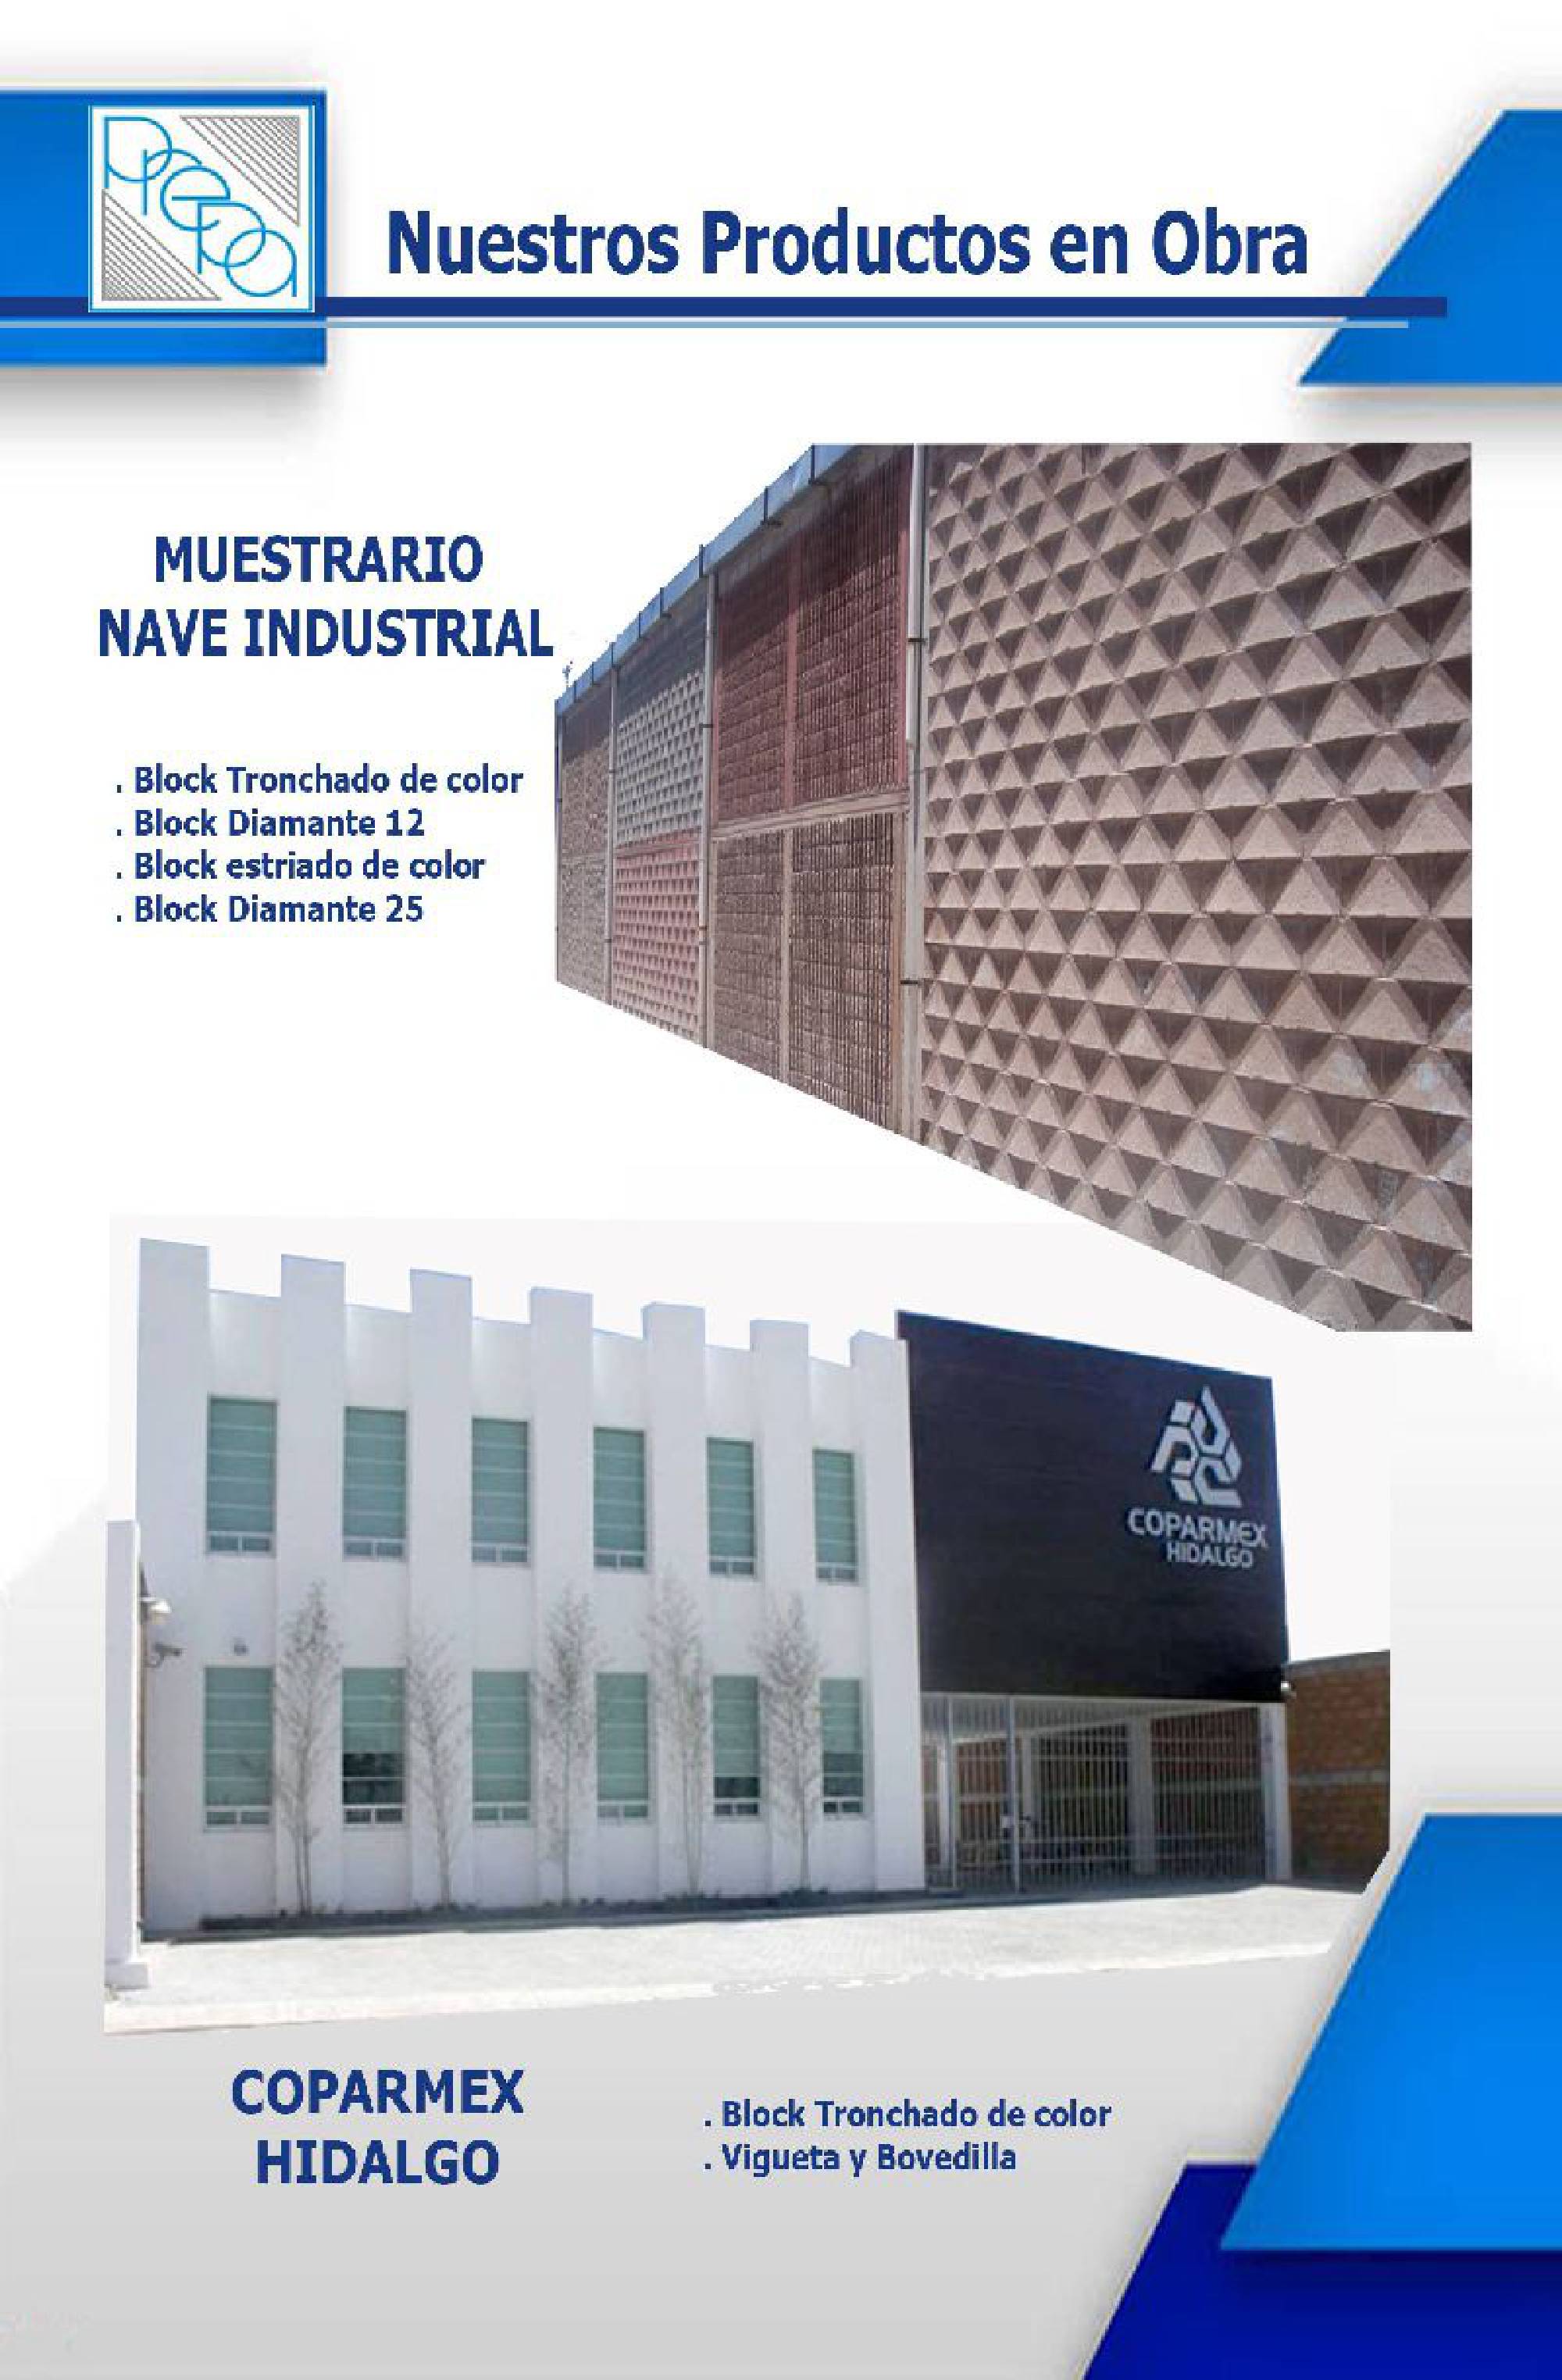 Prepa
Nuestros Productos en Obra
MUESTRARIO
NAVE INDUSTRIAL
. Block Tronchado de color
. Block Diamante 12
. Block estriado de color
. Block Diamante 25
COPARMEX
HIDALGO
COPARMEX
HIDALGO
. Block Tronchado de color
. Vigueta y Bovedilla